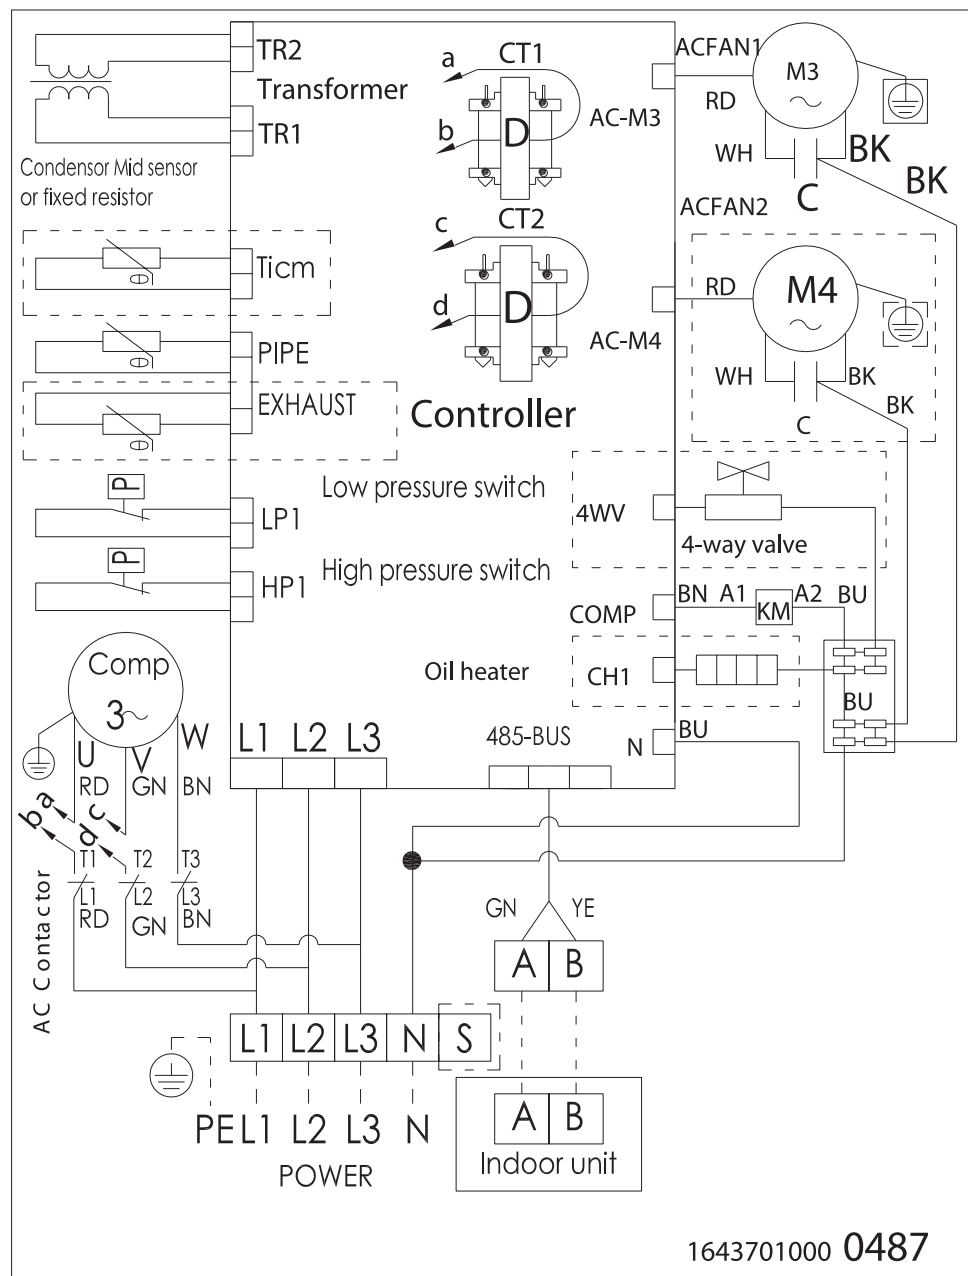 TR2
Transformer
TR1
Condensor Mid sensor
or fixed resistor
Ticm
PIPE
EXHAUST
P
LP1
Low pressure switch
P
HP1
High pressure switch
a
CT1
D
b
c
CT2
D
d
Controller
ACFAN1
M3
RD
AC-M3
WH
BK
BK
C
ACFAN2
RD
M4
AC-M4
WH
BK
BK
C
4WV
4-way valve
BN
A1
KM
A2
BU
COMP
Oil heater
CH1
BU
485-BUS
N
BU
Comp
3
U
V
W
RD
GN
BN
L1
L2
L3
a
b
c
d
T1
T2
T3
L1
L2
L3
RD
GN
BN
AC Contactor
GN
YE
A
B
L1
L2
L3
N
S
PE
L1
L2
L3
N
POWER
A
B
Indoor unit
1643701000 0487